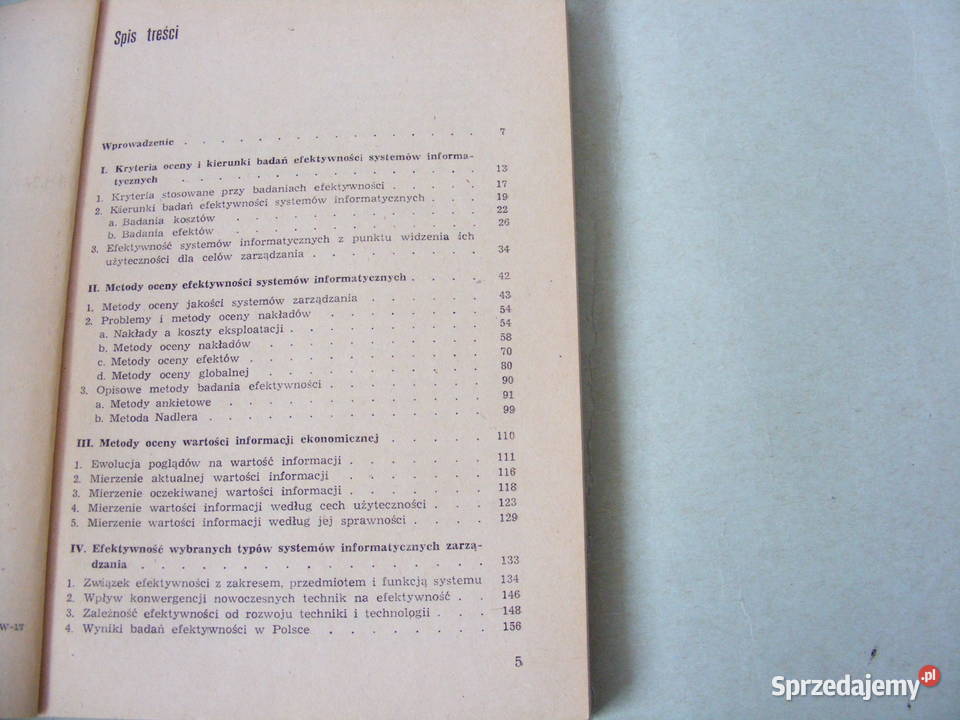 Spis treści
Wprowadzenie . . . . . . . . . . . . . . . 7
I. Kryteria oceny i kierunki badań efektywności systemów informa-
tycznych . . . . . . . . . . . . . . 13
1. Kryteria stosowane przy badaniach efektywności . . . . . 17
2. Kierunki badań efektywności systemów informatycznych . . . 19
a. Badania kosztów . . . . . . . . . . . . 22
b. Badania efektów . . . . . . . . . . . . 26
3. Efektywność systemów informatycznych z punktu widzenia ich
użyteczności dla celów zarządzania . . . . . . . . 34
II. Metody oceny efektywności systemów informatycznych . . . . 42
1. Metody oceny jakości systemów zarządzania . . . . . . 43
2. Problemy i metody oceny nakładów . . . . . . . 54
a. Nakłady a koszty eksploatacji . . . . . . . . . 54
b. Metody oceny nakładów . . . . . . . . . . 58
c. Metody oceny efektów . . . . . . . . . . 70
d. Metody oceny globalnej . . . . . . . . . . 80
3. Opisowe metody badania efektywności . . . . . . . 90
a. Metody ankietowe . . . . . . . . . . . 91
b. Metoda Nadlera . . . . . . . . . . . . 99
III. Metody oceny wartości informacji ekonomicznej . . . . . 110
1. Ewolucja poglądów na wartość informacji . . . . . . . 111
2. Mierzenie aktualnej wartości informacji . . . . . . . 116
3. Mierzenie oczekiwanej wartości informacji . . . . . . . 118
4. Mierzenie wartości informacji według cech użyteczności . . . 123
5. Mierzenie wartości informacji według jej sprawności . . . . 129
IV. Efektywność wybranych typów systemów informatycznych zarzą-
dzania . . . . . . . . . . . . . . . 133
1. Związek efektywności z zakresem, przedmiotem i funkcją systemu 134
2. Wpływ konwergencji nowoczesnych technik na efektywność . . 146
3. Zależność efektywności od rozwoju techniki i technologii . . . 148
4. Wyniki badań efektywności w Polsce . . . . . . . 156
W-17
5
Sprzedajemy.pl